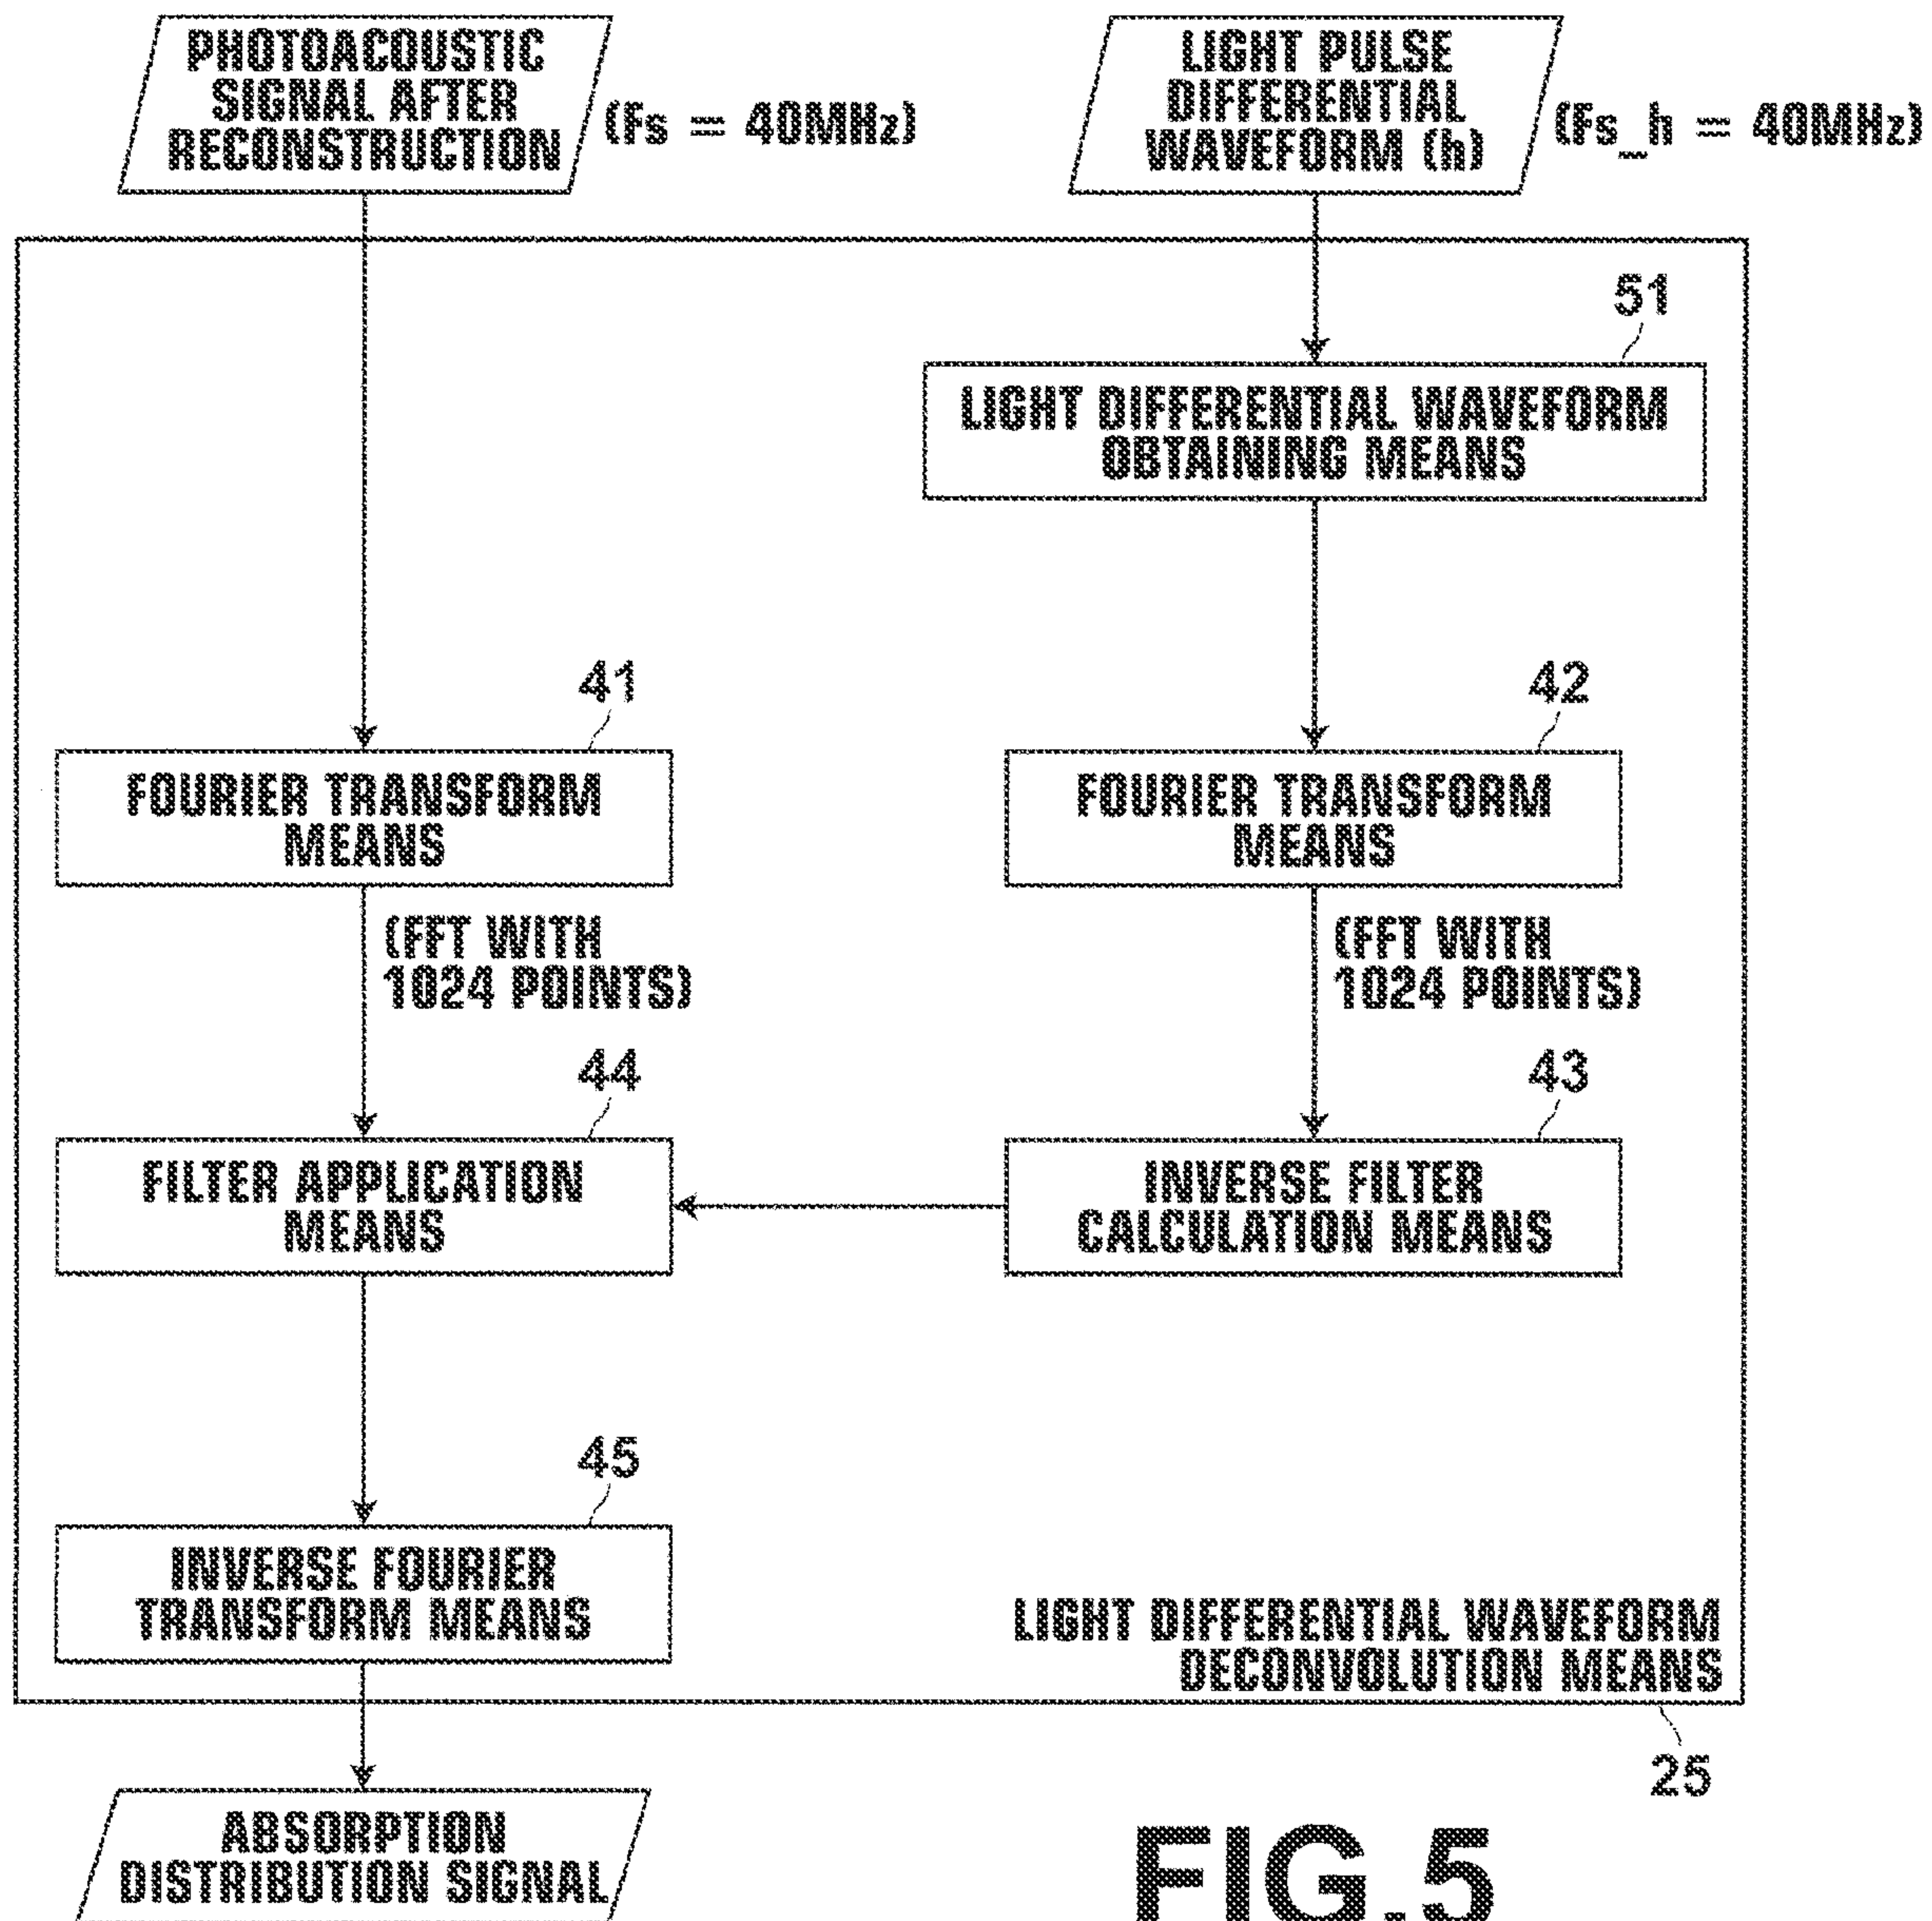 PHOTOACOUSTIC
SIGNAL AFTER
RECONSTRUCTION
(Fs = 40MHz)
LIGHT PULSE
DIFFERENTIAL
WAVEFORM (h)
(Fs_h = 40MHz)
51
LIGHT DIFFERENTIAL WAVEFORM
OBTAINING MEANS
41
FOURIER TRANSFORM
MEANS
42
FOURIER TRANSFORM
MEANS
(FFT WITH
1024 POINTS)
(FFT WITH
1024 POINTS)
44
FILTER APPLICATION
MEANS
43
INVERSE FILTER
CALCULATION MEANS
45
INVERSE FOURIER
TRANSFORM MEANS
LIGHT DIFFERENTIAL WAVEFORM
DECONVOLUTION MEANS
25
ABSORPTION
DISTRIBUTION SIGNAL
FIG.5